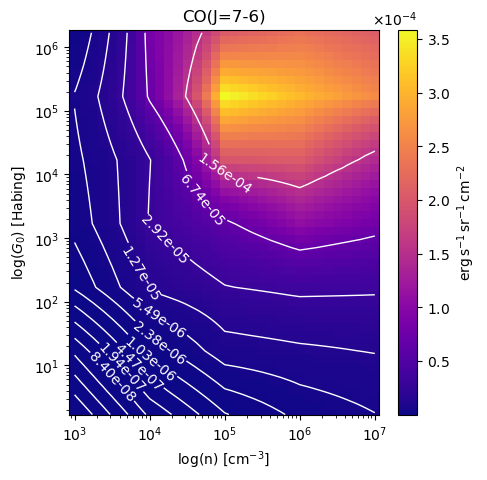 CO(J=7-6)
×10⁻⁴
10⁶
10⁵
10⁴
10³
10²
10¹
log(G₀) [Habing]
1.56e-04
6.74e-05
2.92e-05
1.27e-05
5.49e-06
2.38e-06
1.03e-06
4.47e-07
1.94e-07
8.40e-08
10³ 10⁴ 10⁵ 10⁶ 10⁷
log(n) [cm⁻³]
3.5
3.0
2.5
2.0
1.5
1.0
0.5
erg s⁻¹ sr⁻¹ cm⁻²